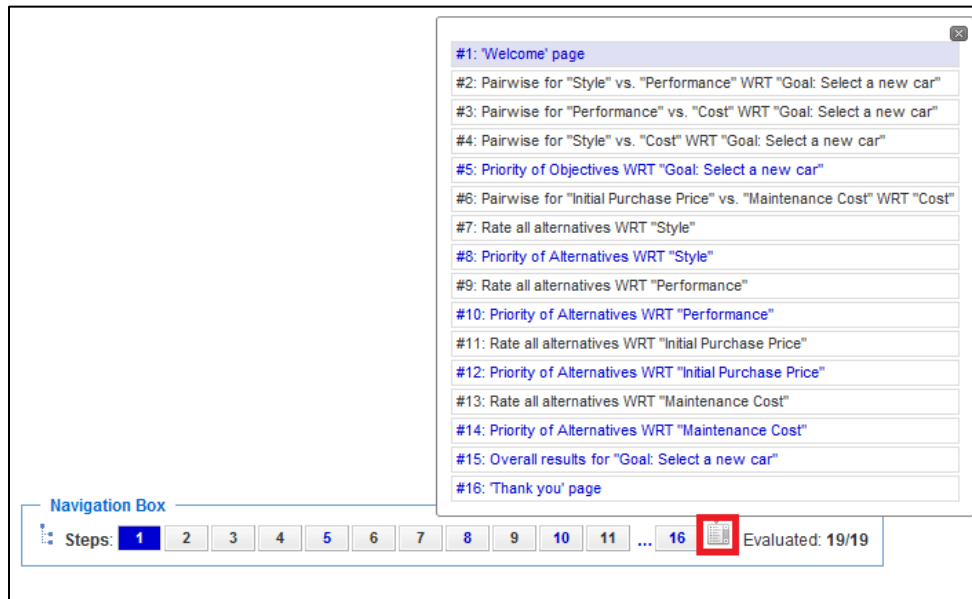 #1: 'Welcome' page
#2: Pairwise for "Style" vs. "Performance" WRT "Goal: Select a new car"
#3: Pairwise for "Performance" vs. "Cost" WRT "Goal: Select a new car"
#4: Pairwise for "Style" vs. "Cost" WRT "Goal: Select a new car"
#5: Priority of Objectives WRT "Goal: Select a new car"
#6: Pairwise for "Initial Purchase Price" vs. "Maintenance Cost" WRT "Cost"
#7: Rate all alternatives WRT "Style"
#8: Priority of Alternatives WRT "Style"
#9: Rate all alternatives WRT "Performance"
#10: Priority of Alternatives WRT "Performance"
#11: Rate all alternatives WRT "Initial Purchase Price"
#12: Priority of Alternatives WRT "Initial Purchase Price"
#13: Rate all alternatives WRT "Maintenance Cost"
#14: Priority of Alternatives WRT "Maintenance Cost"
#15: Overall results for "Goal: Select a new car"
#16: 'Thank you' page
Navigation Box
Steps: 1 2 3 4 5 6 7 8 9 10 11 ... 16 Evaluated: 19/19